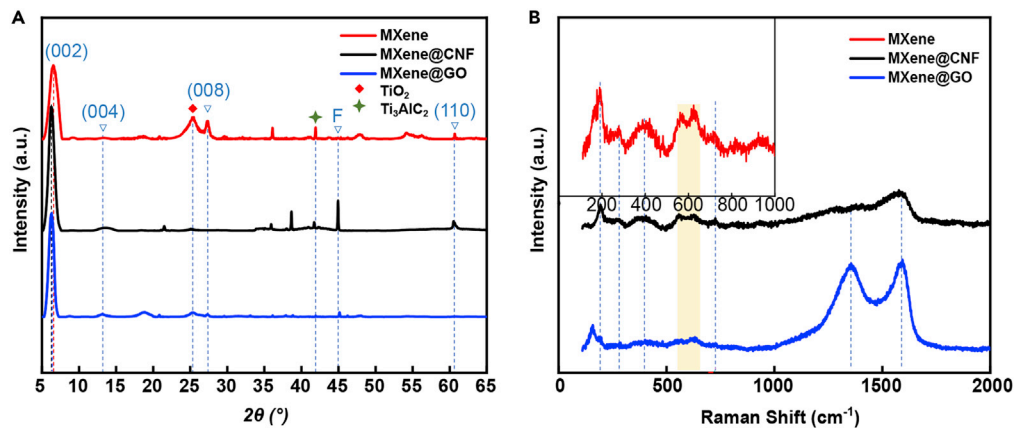 A
MXene
MXene@CNF
MXene@GO
TiO2
Ti3AlC2
(002)
(004)
(008)
F
(110)
Intensity (a.u.)
5 10 15 20 25 30 35 40 45 50 55 60 65
2θ (°)
B
MXene
MXene@CNF
MXene@GO
Intensity (a.u.)
200 400 600 800 1000
0 500 1000 1500 2000
Raman Shift (cm-1)